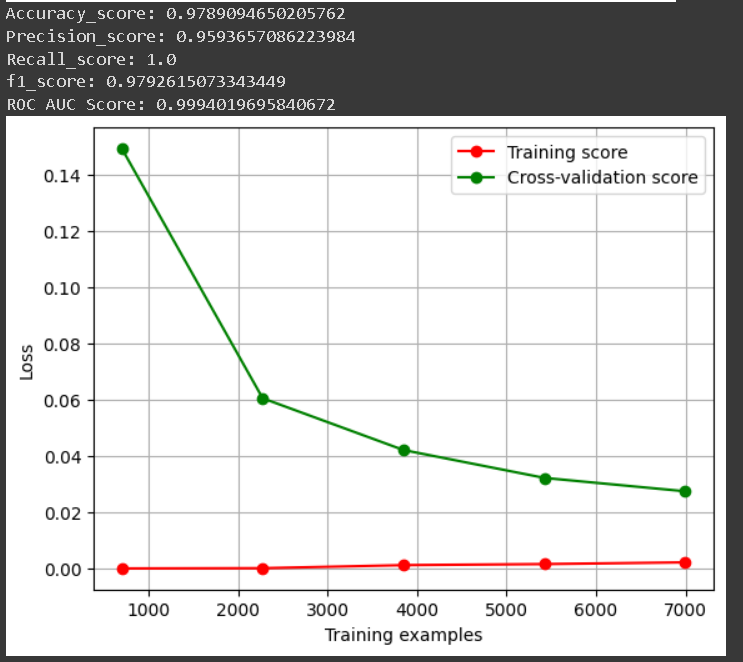 Accuracy_score: 0.9789094650205762
Precision_score: 0.9593657086223984
Recall_score: 1.0
f1_score: 0.9792615073343449
ROC AUC Score: 0.9994019695840672
Training score
Cross-validation score
0.14
0.12
0.10
0.08
0.06
0.04
0.02
0.00
Loss
1000 2000 3000 4000 5000 6000 7000
Training examples